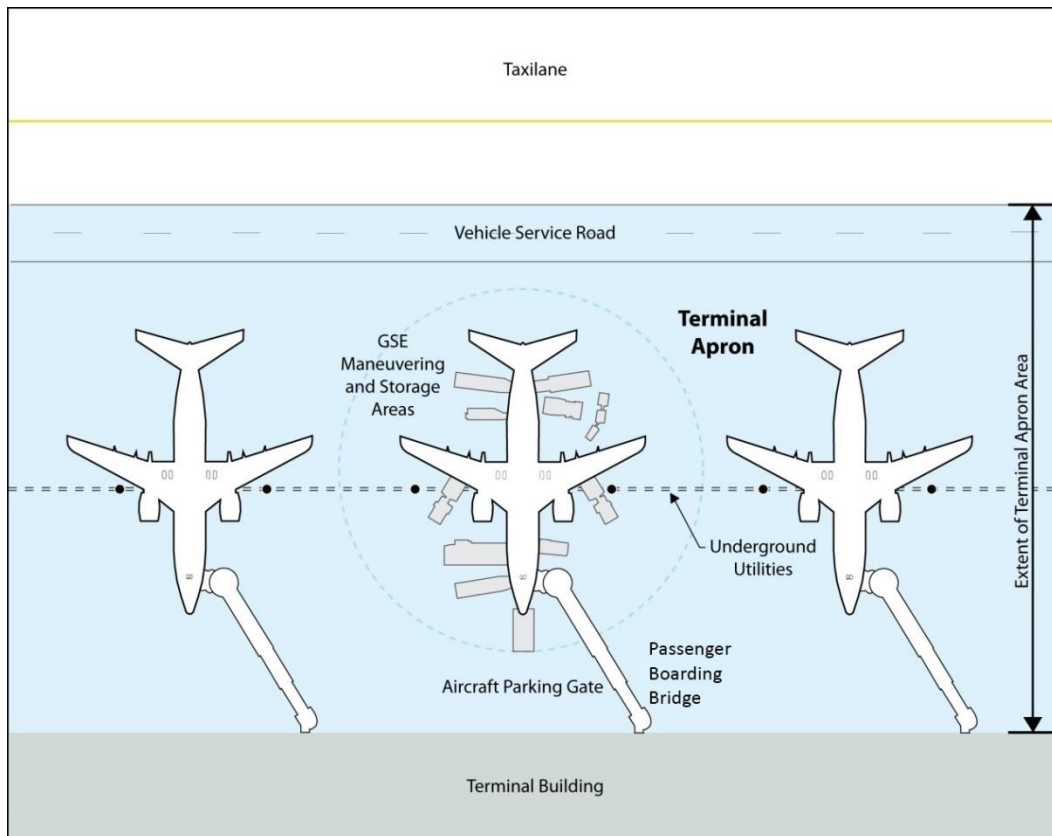 Taxilane
Vehicle Service Road
Terminal
Apron
GSE
Maneuvering
and Storage
Areas
Extent of Terminal Apron Area
Underground
Utilities
Passenger
Boarding
Bridge
Aircraft Parking Gate
Terminal Building